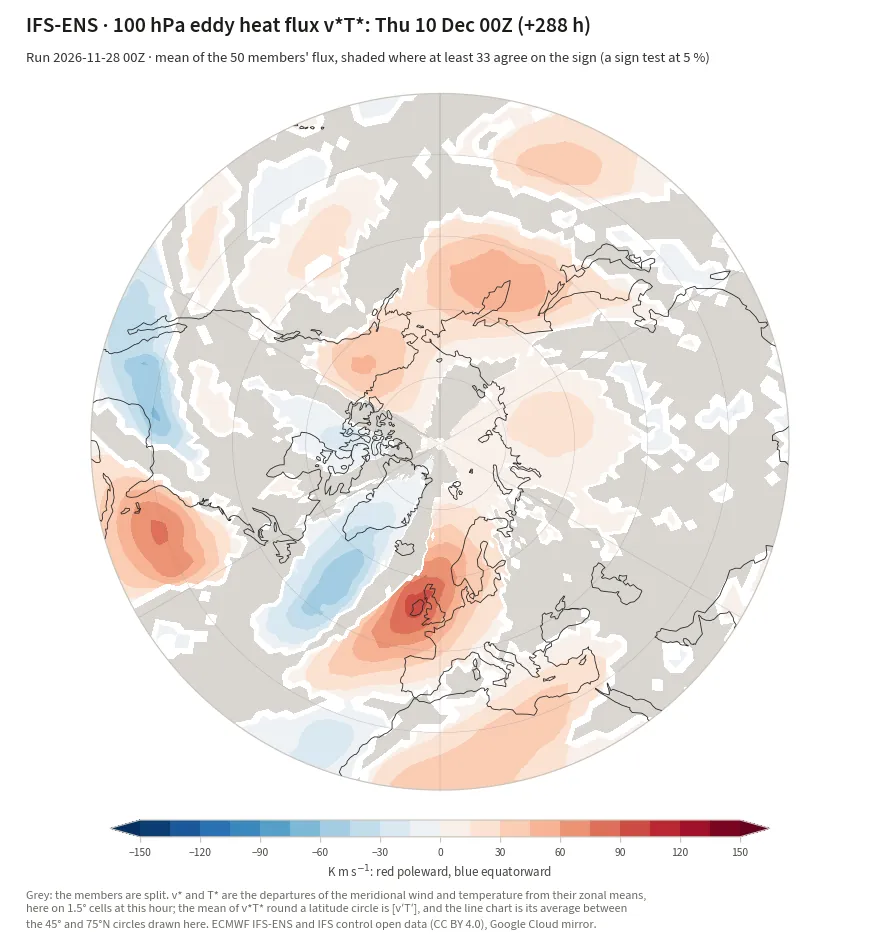 IFS-ENS · 100 hPa eddy heat flux v*T*: Thu 10 Dec 00Z (+288 h)
Run 2026-11-28 00Z · mean of the 50 members' flux, shaded where at least 33 agree on the sign (a sign test at 5 %)
−150 −120 −90 −60 −30 0 30 60 90 120 150
K m s⁻¹: red poleward, blue equatorward
Grey: the members are split. v* and T* are the departures of the meridional wind and temperature from their zonal means,
here on 1.5° cells at this hour; the mean of v*T* round a latitude circle is [v'T'], and the line chart is its average between
the 45° and 75°N circles drawn here. ECMWF IFS-ENS and IFS control open data (CC BY 4.0), Google Cloud mirror.